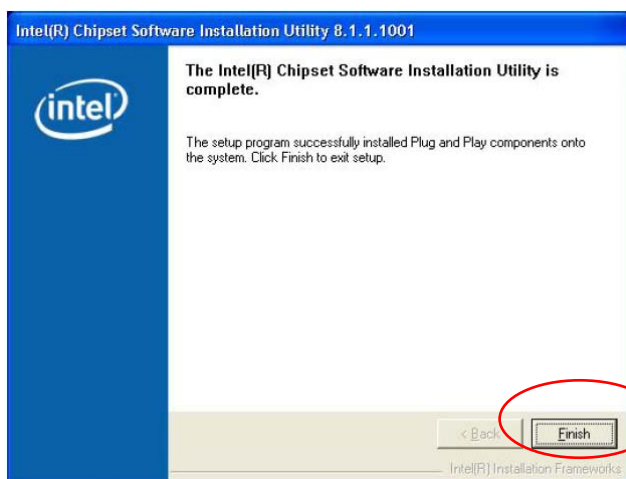 Intel(R) Chipset Software Installation Utility 8.1.1.1001
The Intel(R) Chipset Software Installation Utility is
complete.
intel
The setup program successfully installed Plug and Play components onto
the system. Click Finish to exit setup.
< Back
Finish
Intel(R) Installation Frameworks